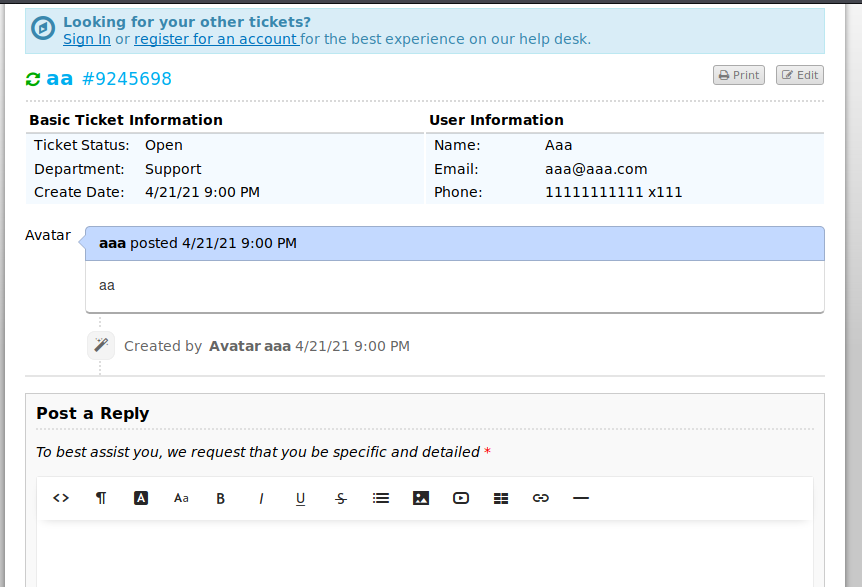 Looking for your other tickets?
Sign In or register for an account for the best experience on our help desk.
aa #9245698
Print
Edit
Basic Ticket Information
User Information
Ticket Status: Open
Name: Aaa
Department: Support
Email: aaa@aaa.com
Create Date: 4/21/21 9:00 PM
Phone: 11111111111 x111
Avatar
aaa posted 4/21/21 9:00 PM
aa
Created by Avatar aaa 4/21/21 9:00 PM
Post a Reply
To best assist you, we request that you be specific and detailed *
<> ¶ A Aa B I U S